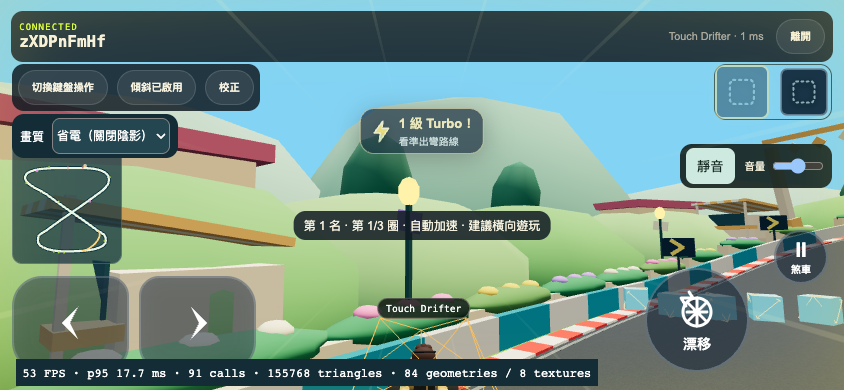 CONNECTED
zXDPnFmHf
Touch Drifter · 1 ms
離開
切換鍵盤操作
傾斜已啟用
校正
畫質
省電（關閉陰影）
1 級 Turbo！
看準出彎路線
靜音
音量
第 1 名 · 第 1/3 圈 · 自動加速 · 建議橫向遊玩
煞車
Touch Drifter
漂移
53 FPS · p95 17.7 ms · 91 calls · 155768 triangles · 84 geometries / 8 textures